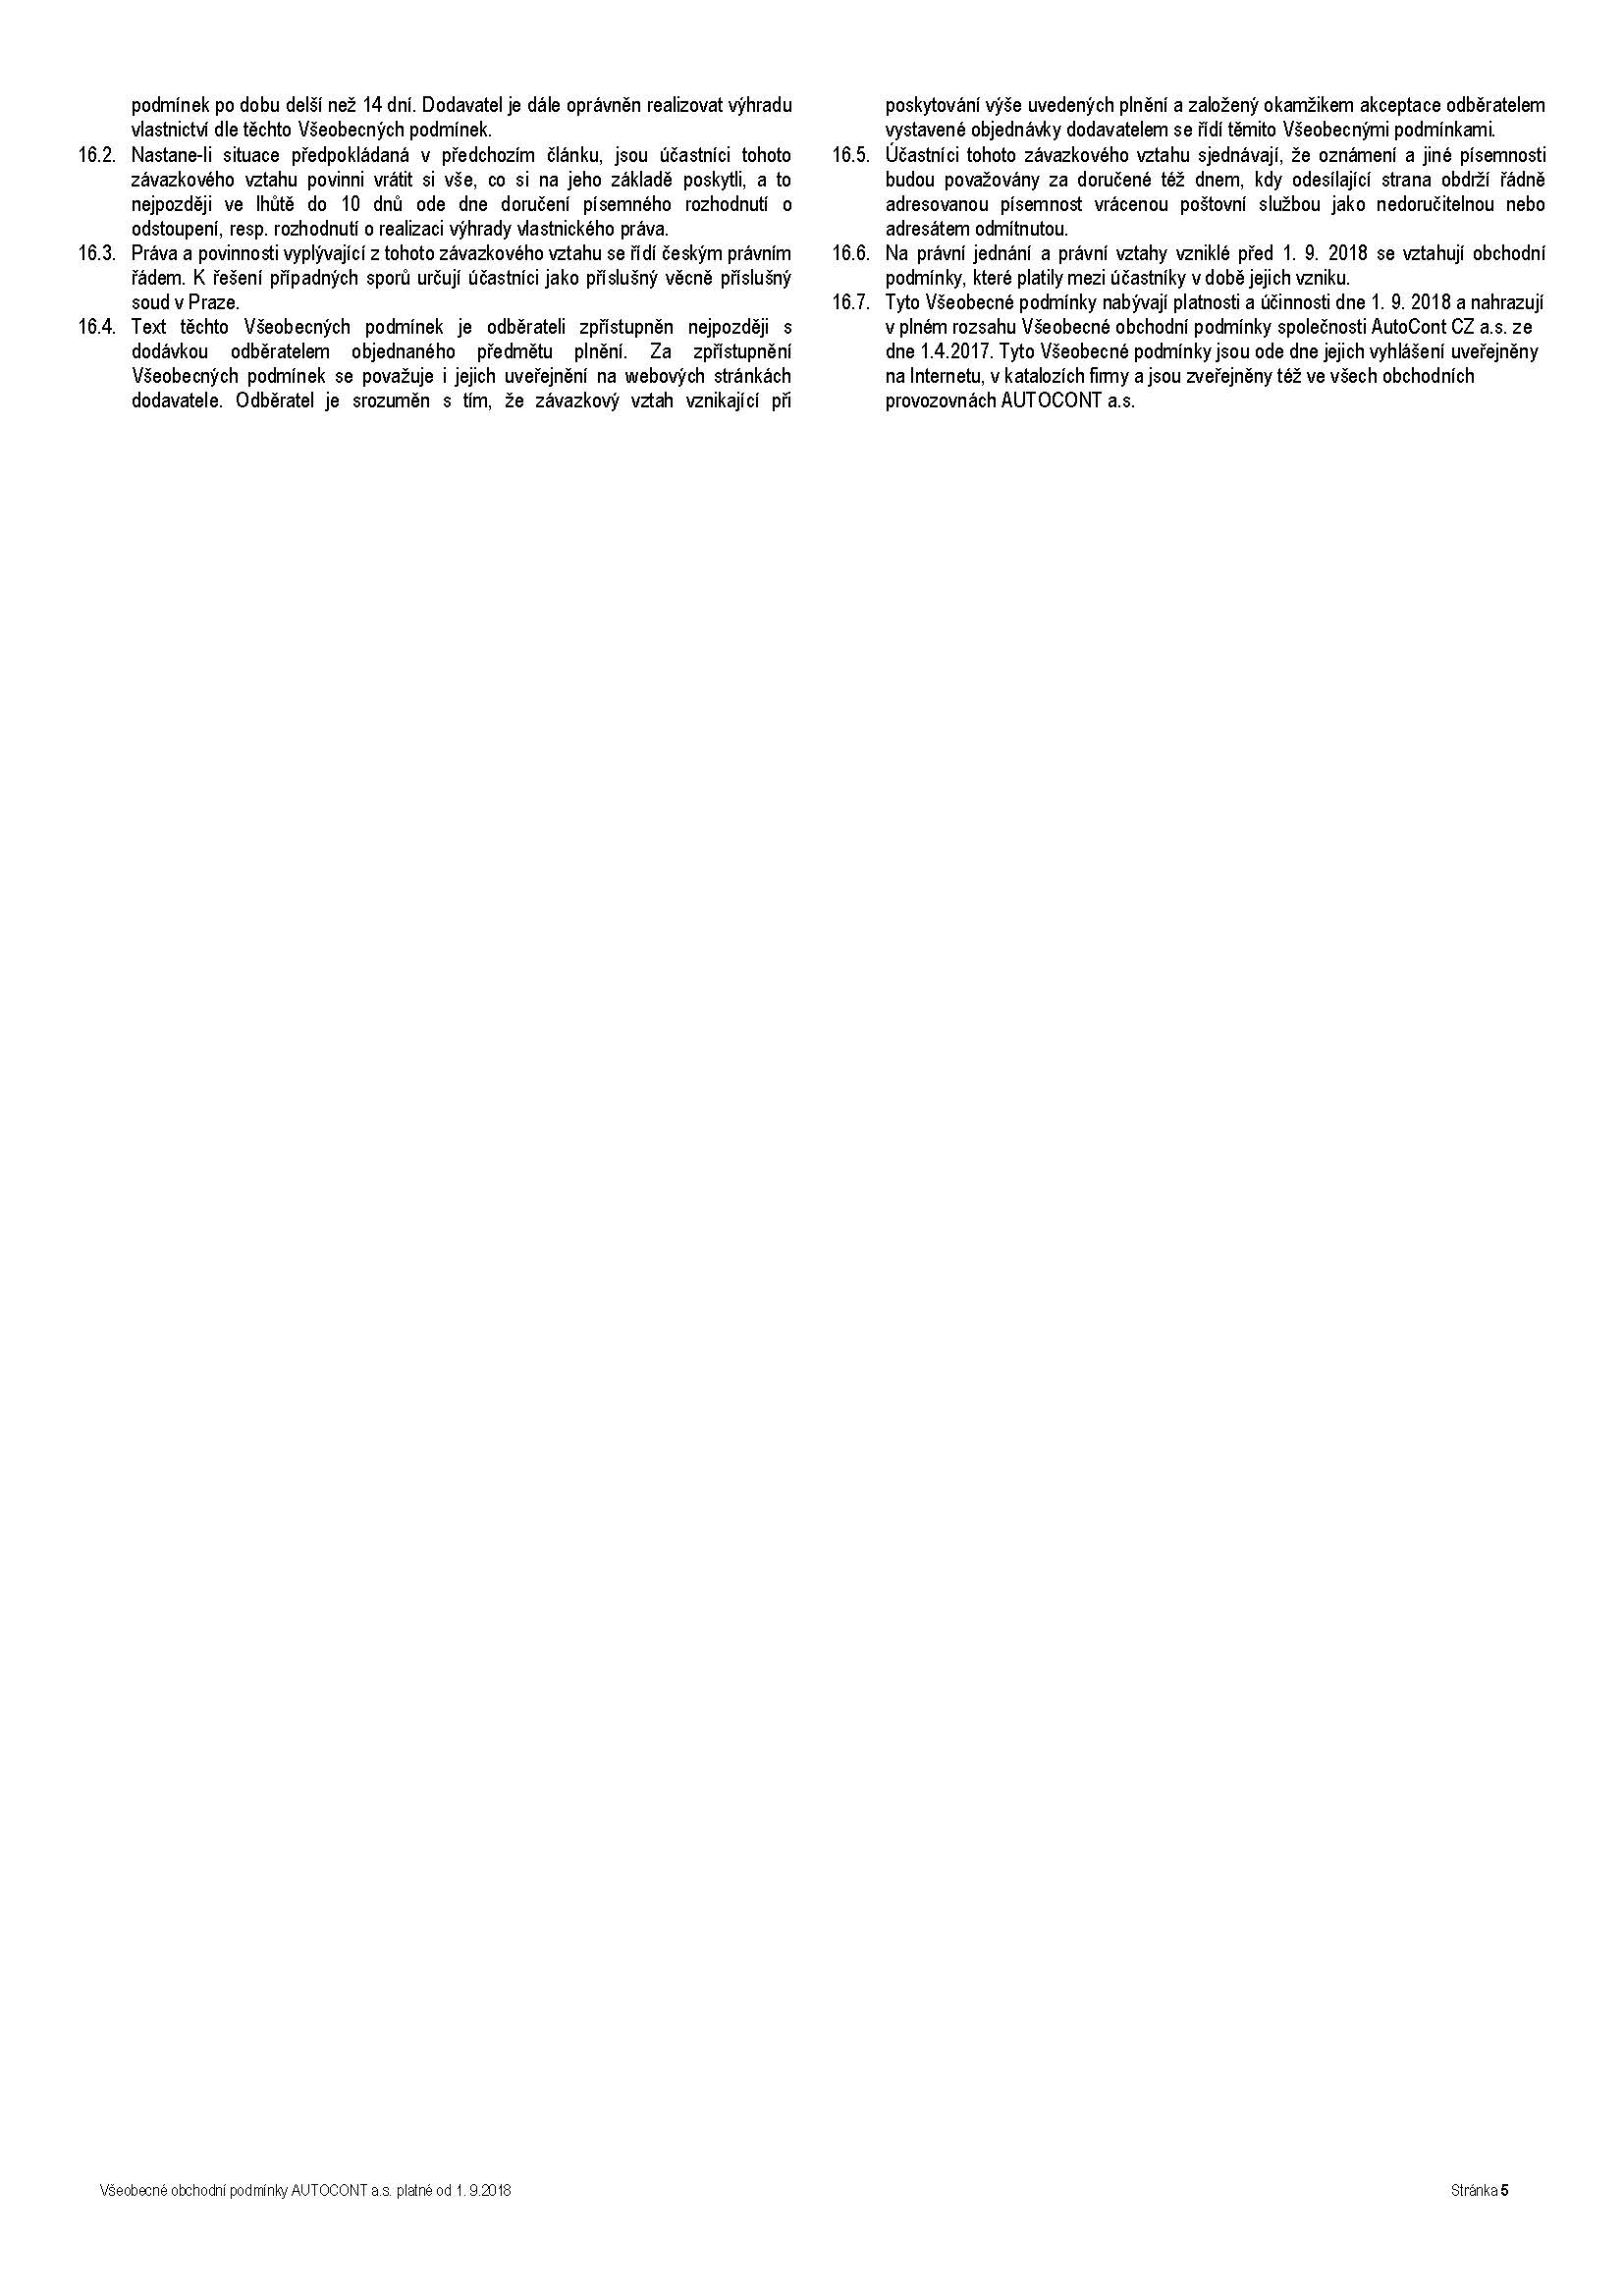 podmínek po dobu delší než 14 dní. Dodavatel je dále oprávněn realizovat výhradu
vlastnictví dle těchto Všeobecných podmínek.
16.2. Nastane-li situace předpokládaná v předchozím článku, jsou účastníci tohoto
závazkového vztahu povinni vrátit si vše, co si na jeho základě poskytli, a to
nejpozději ve lhůtě do 10 dnů ode dne doručení písemného rozhodnutí o
odstoupení, resp. rozhodnutí o realizaci výhrady vlastnického práva.
16.3. Práva a povinnosti vyplývající z tohoto závazkového vztahu se řídí českým právním
řádem. K řešení případných sporů určují účastníci jako příslušný věcně příslušný
soud v Praze.
16.4. Text těchto Všeobecných podmínek je odběrateli zpřístupněn nejpozději s
dodávkou odběratelem objednaného předmětu plnění. Za zpřístupnění
Všeobecných podmínek se považuje i jejich uveřejnění na webových stránkách
dodavatele. Odběratel je srozuměn s tím, že závazkový vztah vznikající při
poskytování výše uvedených plnění a založený okamžikem akceptace odběratelem
vystavené objednávky dodavatelem se řídí těmito Všeobecnými podmínkami.
16.5. Účastníci tohoto závazkového vztahu sjednávají, že oznámení a jiné písemnosti
budou považovány za doručené též dnem, kdy odesílající strana obdrží řádně
adresovanou písemnost vrácenou poštovní službou jako nedoručitelnou nebo
adresátem odmítnutou.
16.6. Na právní jednání a právní vztahy vzniklé před 1. 9. 2018 se vztahují obchodní
podmínky, které platily mezi účastníky v době jejich vzniku.
16.7. Tyto Všeobecné podmínky nabývají platnosti a účinnosti dne 1. 9. 2018 a nahrazují
v plném rozsahu Všeobecné obchodní podmínky společnosti AutoCont CZ a.s. ze
dne 1.4.2017. Tyto Všeobecné podmínky jsou ode dne jejich vyhlášení uveřejněny
na Internetu, v katalozích firmy a jsou zveřejněny též ve všech obchodních
provozovnách AUTOCONT a.s.
Všeobecné obchodní podmínky AUTOCONT a.s. platné od 1. 9.2018
Stránka 5